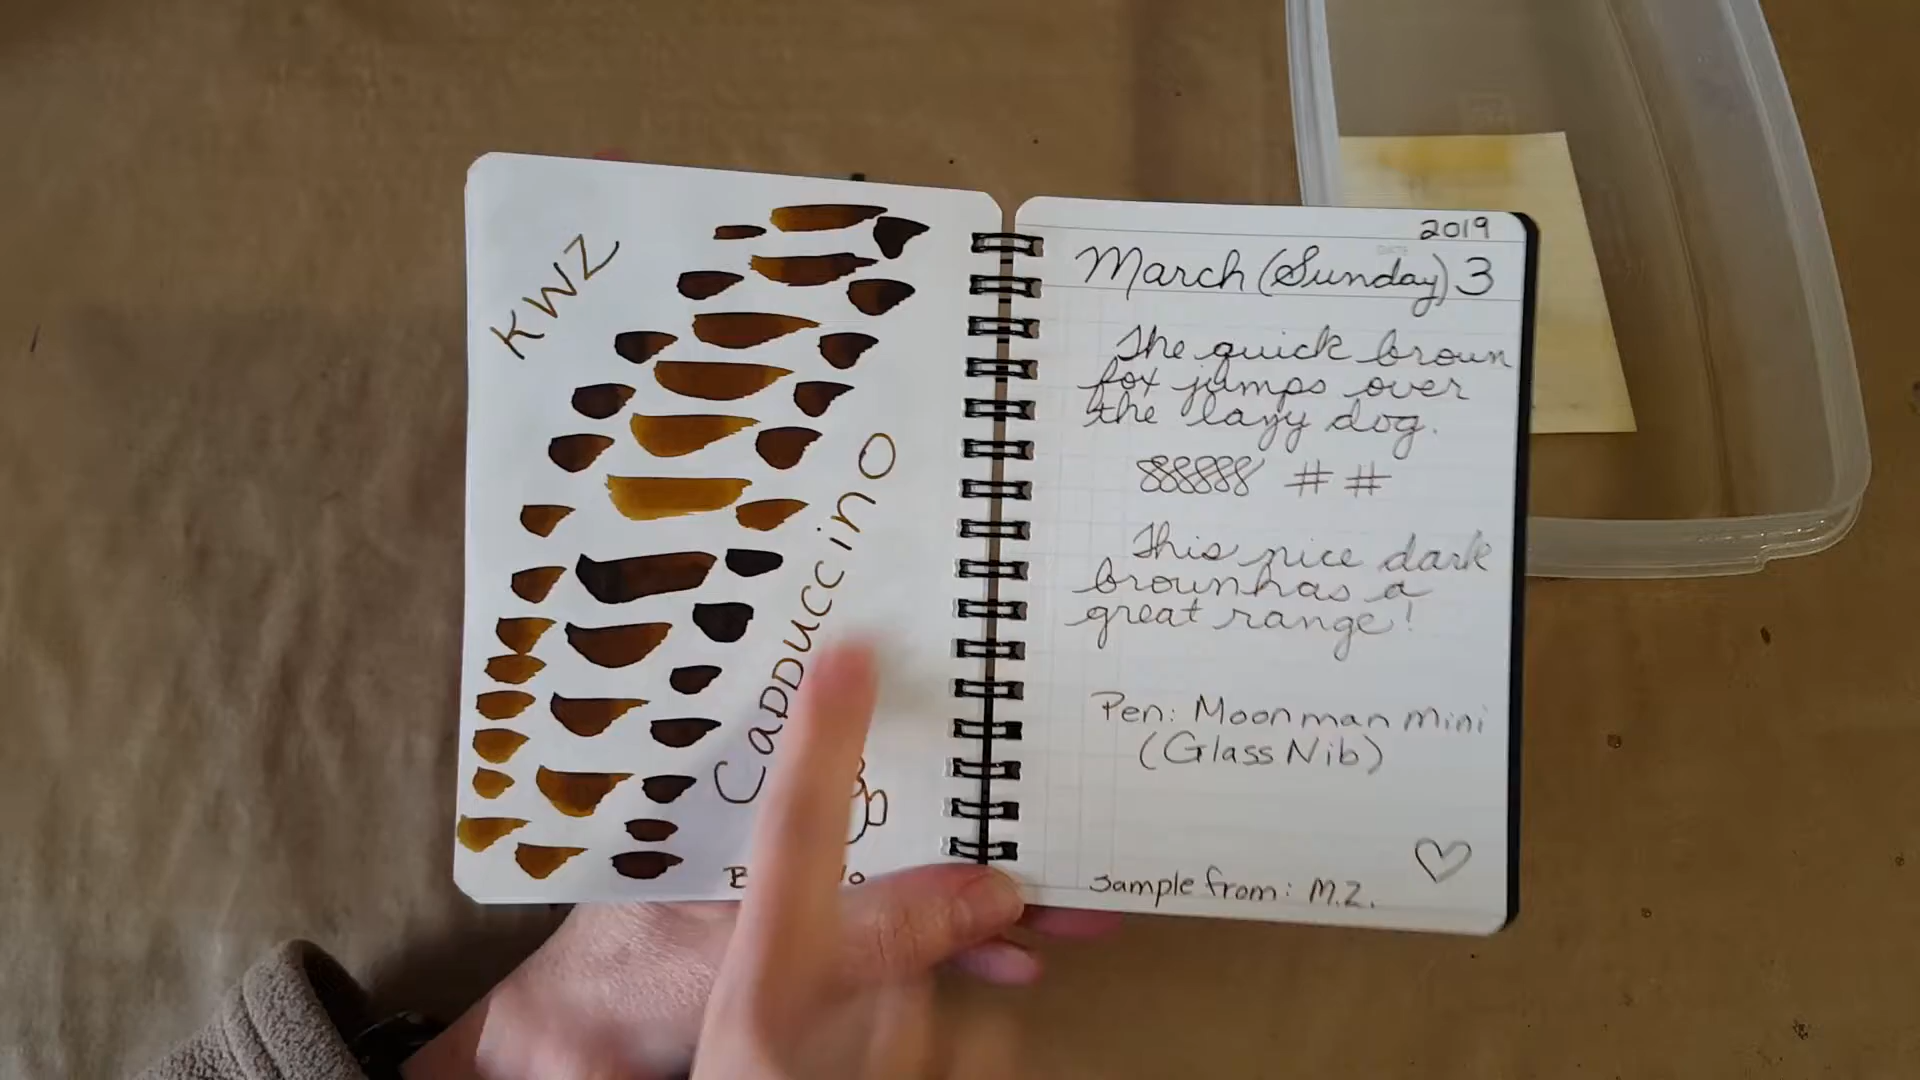 KWZ
Cappuccino
2019
March (Sunday) 3
The quick brown
fox jumps over
the lazy dog.
88888 # #
This nice dark
brown has a
great range!
Pen: Moonman mini
(Glass Nib)
sample from: M.Z.